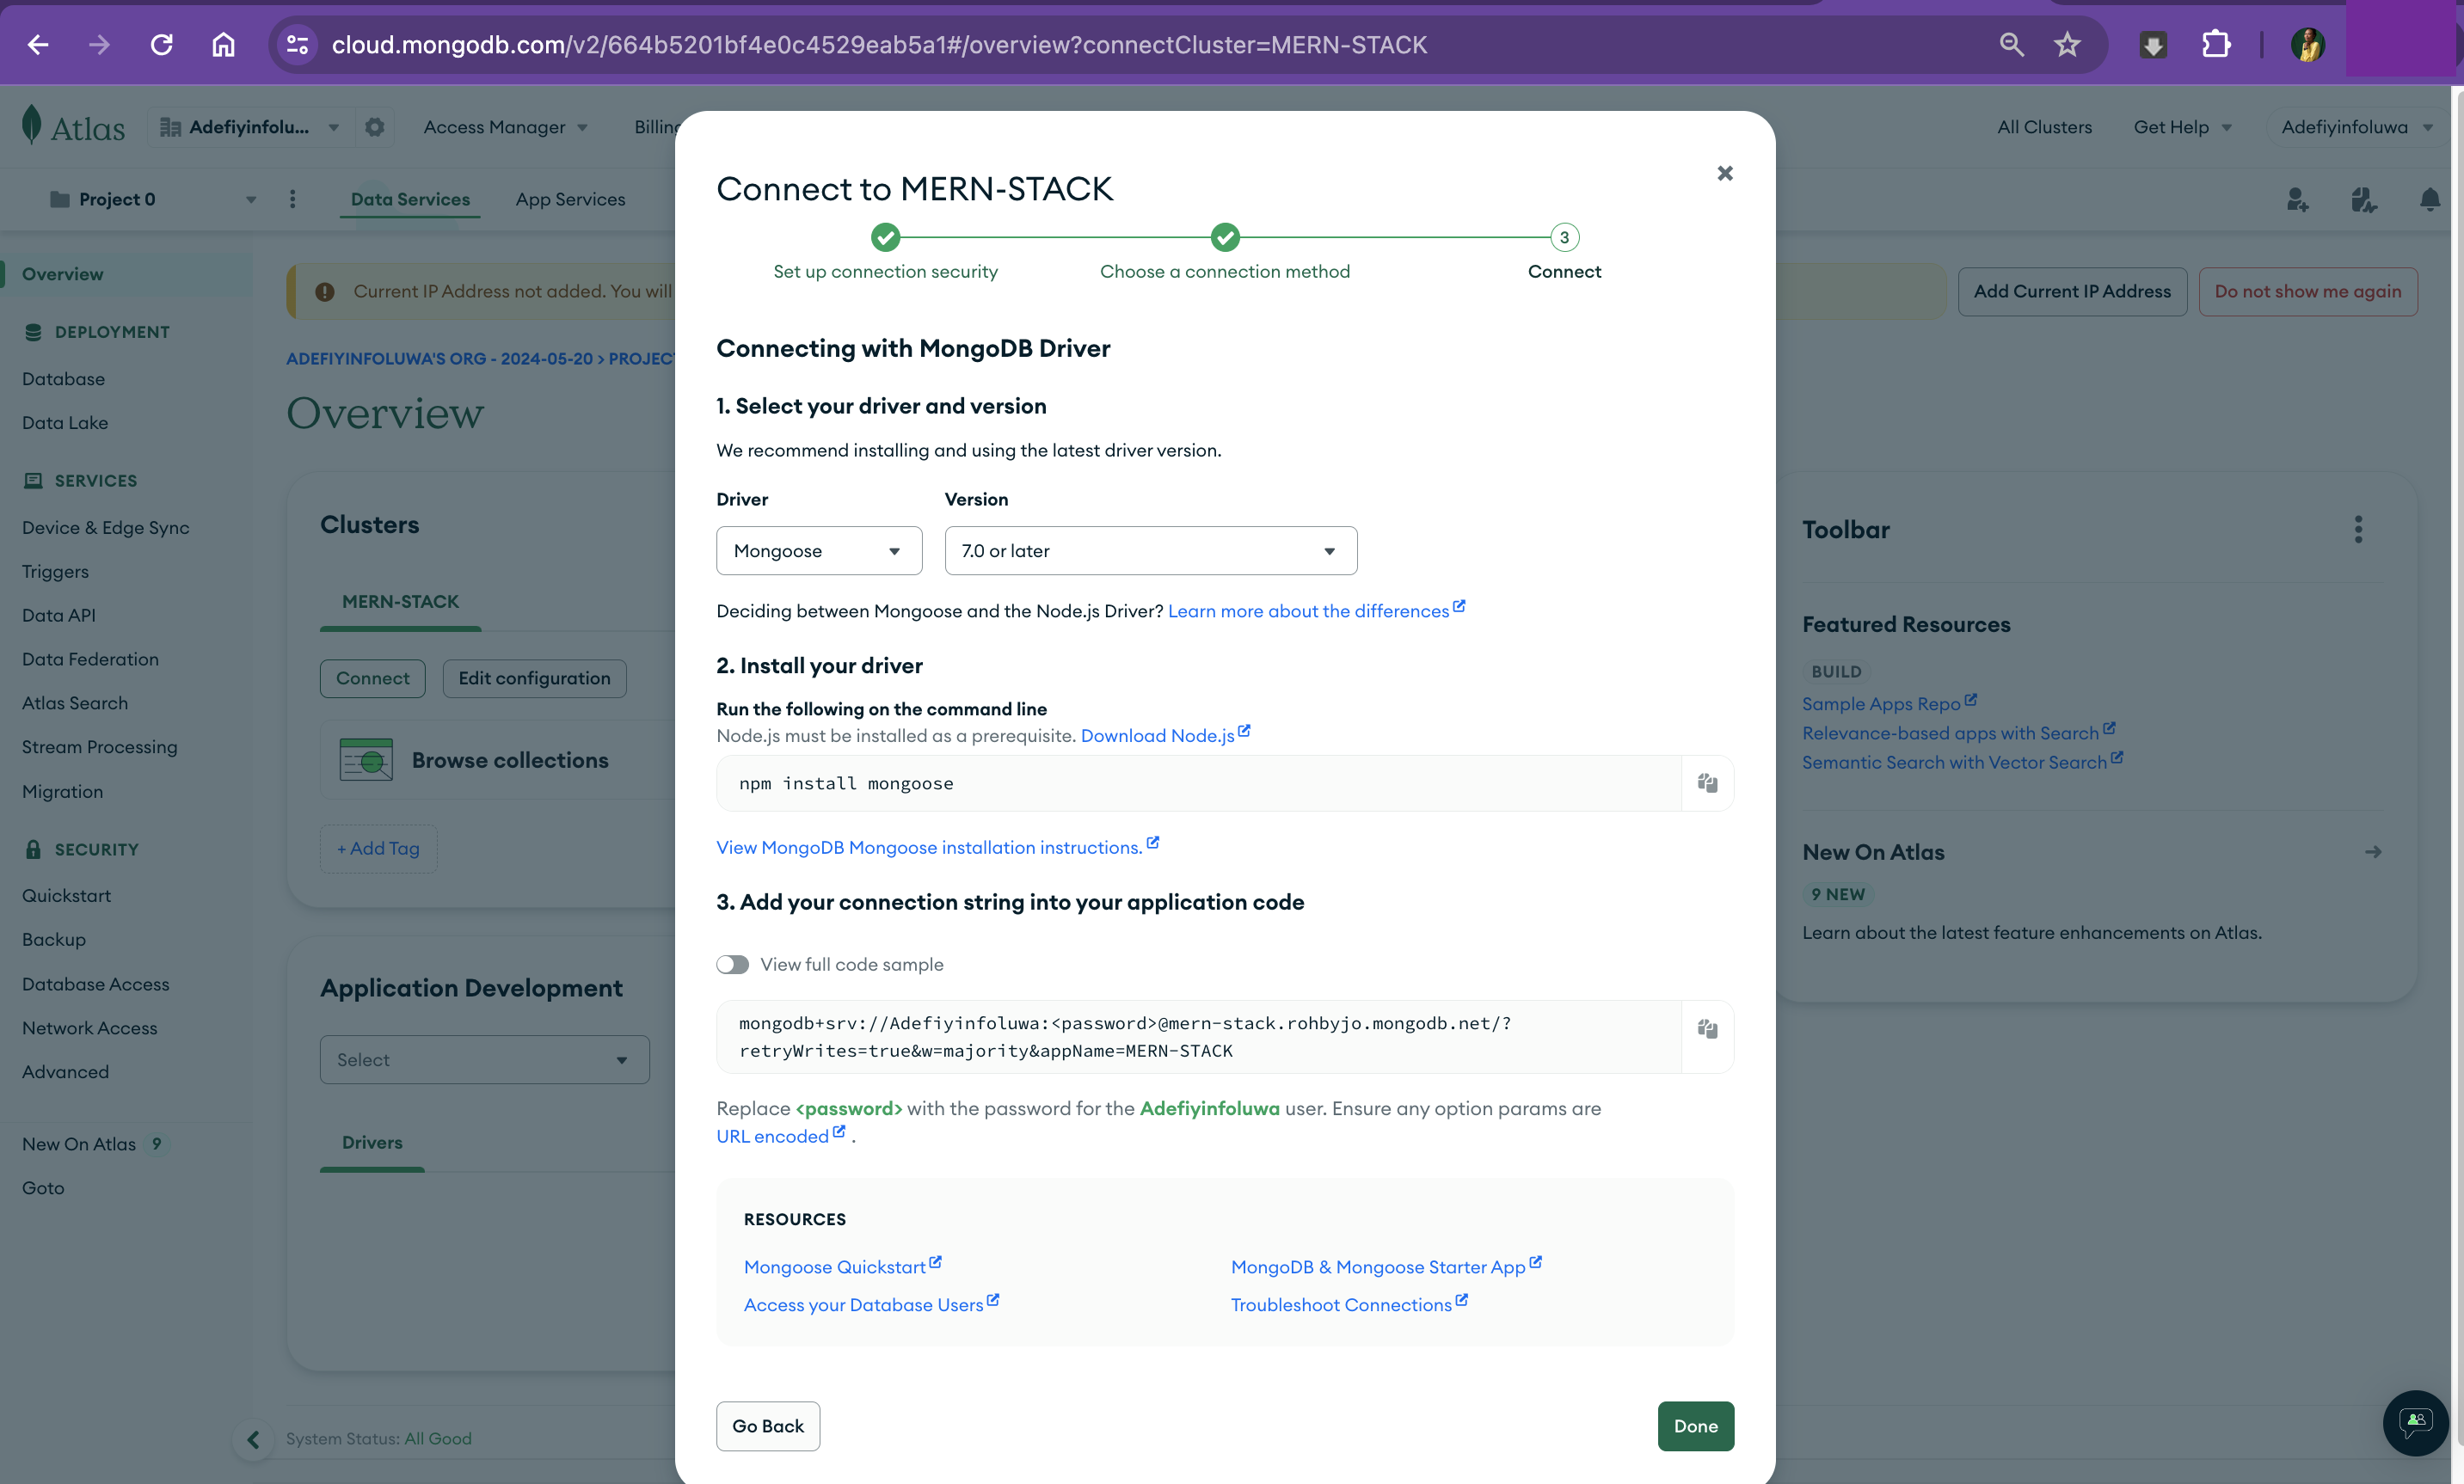 cloud.mongodb.com/v2/664b5201bf4e0c4529eab5a1#/overview?connectCluster=MERN-STACK
Atlas
Adefiyinfolu...
Access Manager
Billing
All Clusters
Get Help
Adefiyinfoluwa
Project 0
Data Services
App Services
Overview
DEPLOYMENT
Database
Data Lake
SERVICES
Device & Edge Sync
Triggers
Data API
Data Federation
Atlas Search
Stream Processing
Migration
SECURITY
Quickstart
Backup
Database Access
Network Access
Advanced
New On Atlas 9
Goto
Current IP Address not added. You will
Add Current IP Address
Do not show me again
ADEFIYINFOLUWA'S ORG - 2024-05-20 > PROJECT
Overview
Clusters
MERN-STACK
Connect
Edit configuration
Browse collections
+ Add Tag
Application Development
Select
Drivers
System Status: All Good
Connect to MERN-STACK
Set up connection security
Choose a connection method
3
Connect
Connecting with MongoDB Driver
1. Select your driver and version
We recommend installing and using the latest driver version.
Driver
Version
Mongoose
7.0 or later
Deciding between Mongoose and the Node.js Driver? Learn more about the differences
2. Install your driver
Run the following on the command line
Node.js must be installed as a prerequisite. Download Node.js
npm install mongoose
View MongoDB Mongoose installation instructions.
3. Add your connection string into your application code
View full code sample
mongodb+srv://Adefiyinfoluwa:<password>@mern-stack.rohbyjo.mongodb.net/?
retryWrites=true&w=majority&appName=MERN-STACK
Replace <password> with the password for the Adefiyinfoluwa user. Ensure any option params are
URL encoded .
RESOURCES
Mongoose Quickstart
MongoDB & Mongoose Starter App
Access your Database Users
Troubleshoot Connections
Go Back
Done
Toolbar
Featured Resources
BUILD
Sample Apps Repo
Relevance-based apps with Search
Semantic Search with Vector Search
New On Atlas
9 NEW
Learn about the latest feature enhancements on Atlas.